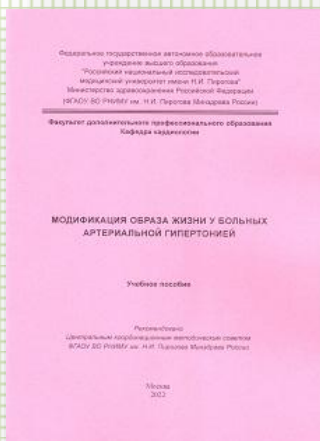 Федеральное государственное автономное образовательное
учреждение высшего образования
"Российский национальный исследовательский
медицинский университет имени Н.И. Пирогова"
Министерство здравоохранения Российской Федерации
(ФГАОУ ВО РНИМУ им. Н.И. Пирогова Минздрава России)
Факультет дополнительного профессионального образования
Кафедра кардиологии
МОДИФИКАЦИЯ ОБРАЗА ЖИЗНИ У БОЛЬНЫХ
АРТЕРИАЛЬНОЙ ГИПЕРТОНИЕЙ
Учебное пособие
Рекомендовано
Центральным координационным методическим советом
ФГАОУ ВО РНИМУ им. Н.И. Пирогова Минздрава России
Москва
2022